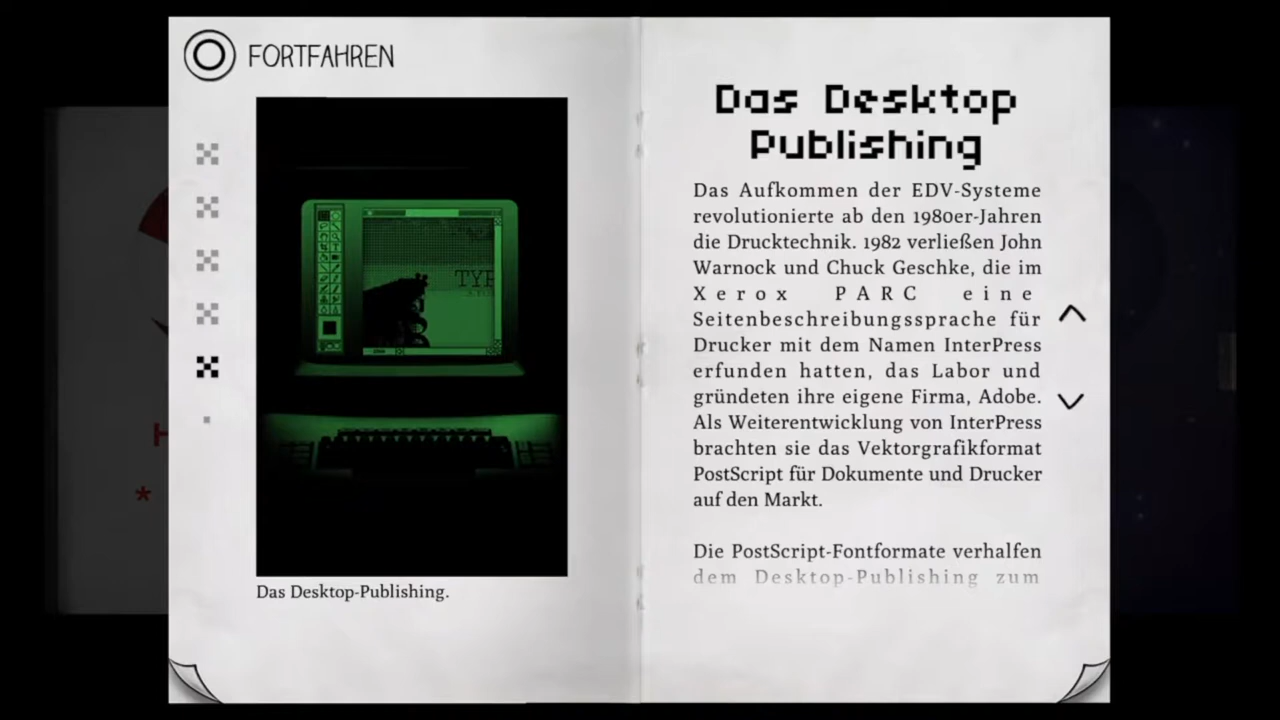 FORTFAHREN
TYP
Das Desktop-Publishing.
Das Desktop
Publishing
Das Aufkommen der EDV-Systeme
revolutionierte ab den 1980er-Jahren
die Drucktechnik. 1982 verließen John
Warnock und Chuck Geschke, die im
Xerox PARC eine
Seitenbeschreibungssprache für
Drucker mit dem Namen InterPress
erfunden hatten, das Labor und
gründeten ihre eigene Firma, Adobe.
Als Weiterentwicklung von InterPress
brachten sie das Vektorgrafikformat
PostScript für Dokumente und Drucker
auf den Markt.
Die PostScript-Fontformate verhalfen
dem Desktop-Publishing zum